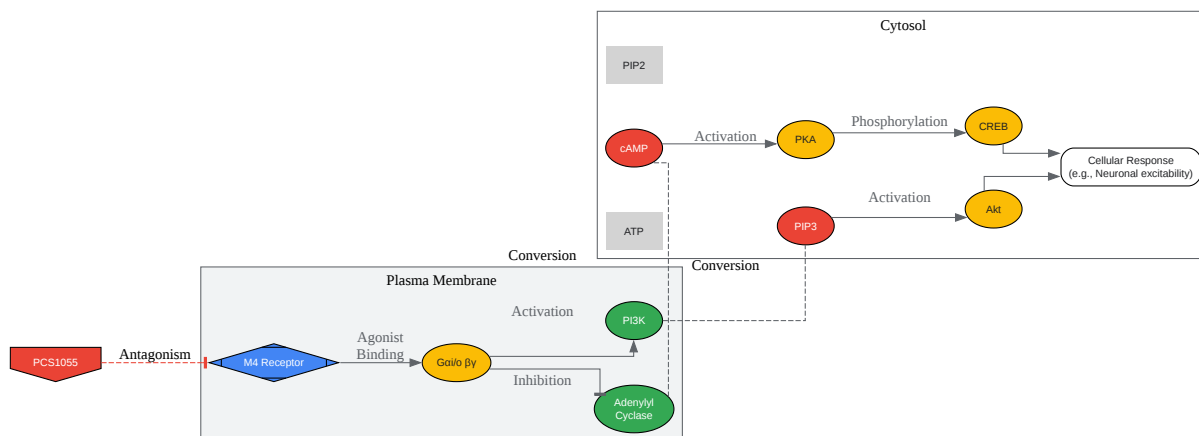 Cytosol
PIP2
cAMP
Activation
PKA
Phosphorylation
CREB
Cellular Response
(e.g., Neuronal excitability)
ATP
PIP3
Activation
Akt
Conversion
Conversion
Plasma Membrane
PI3K
Activation
PCS1055
Antagonism
M4 Receptor
Agonist
Binding
Gαi/o βγ
Inhibition
Adenylyl
Cyclase